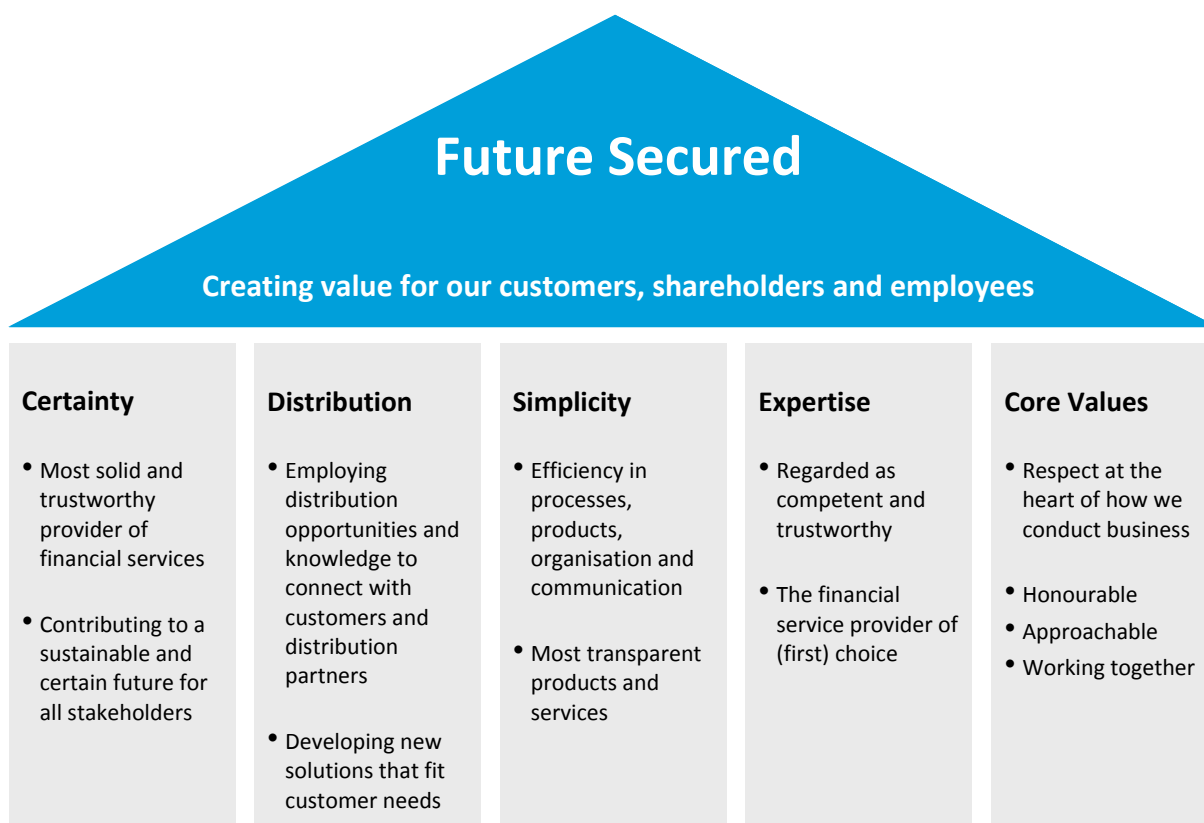 Future Secured
Creating value for our customers, shareholders and employees
Certainty
• Most solid and
trustworthy
provider of
financial services
• Contributing to a
sustainable and
certain future for
all stakeholders
Distribution
• Employing
distribution
opportunities and
knowledge to
connect with
customers and
distribution
partners
• Developing new
solutions that fit
customer needs
Simplicity
• Efficiency in
processes,
products,
organisation and
communication
• Most transparent
products and
services
Expertise
• Regarded as
competent and
trustworthy
• The financial
service provider of
(first) choice
Core Values
• Respect at the
heart of how we
conduct business
• Honourable
• Approachable
• Working together